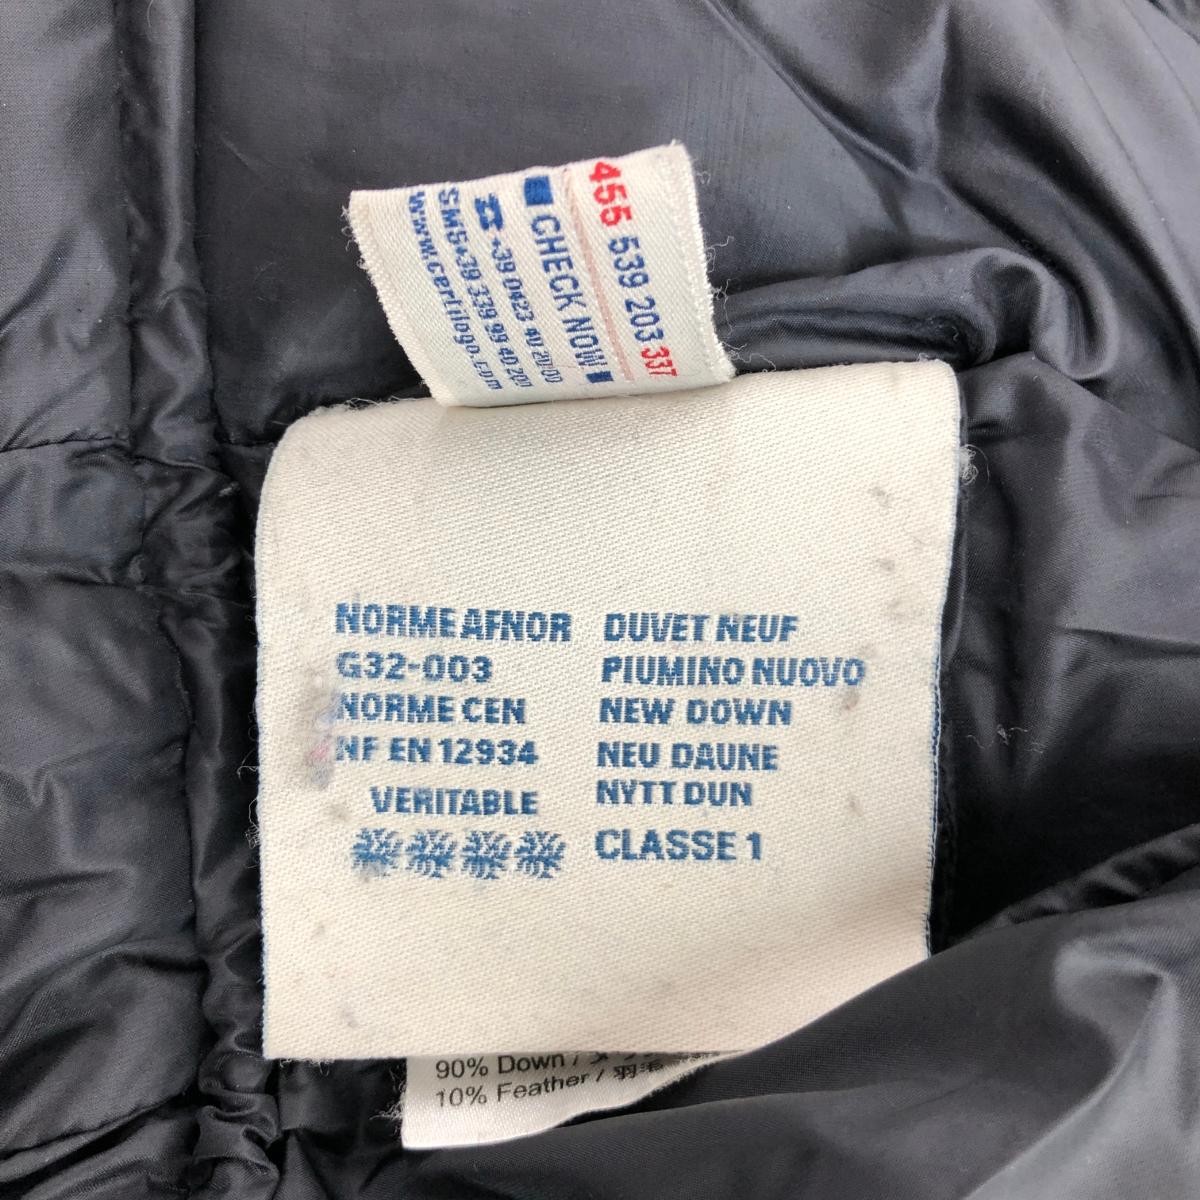 455 539 203 337
CHECK NOW
+39 0423 40 20 00
SMS+39 339 99 40 200
www.certilogo.com
NORME AFNOR
G32-003
NORME CEN
NF EN 12934
VERITABLE
DUVET NEUF
PIUMINO NUOVO
NEW DOWN
NEU DAUNE
NYTT DUN
CLASSE 1
90% Down /
10% Feather / 羽毛